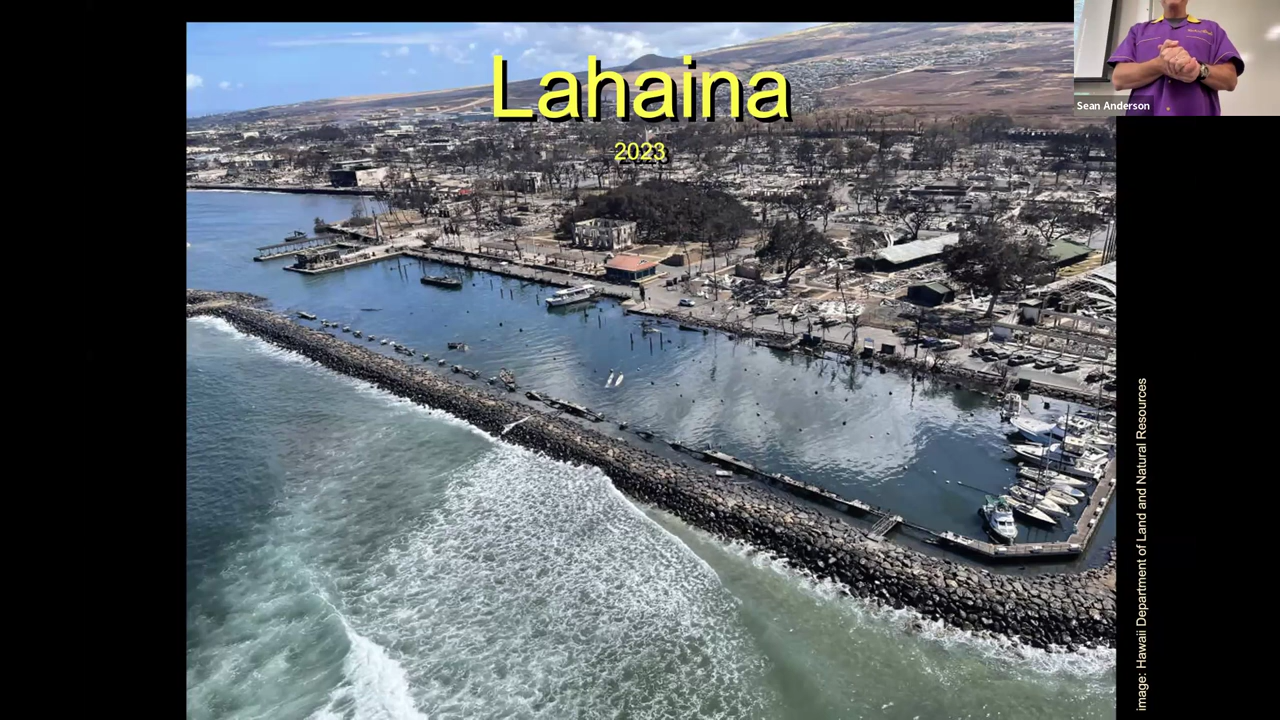 Lahaina
2023
Sean Anderson
image: Hawaii Department of Land and Natural Resources